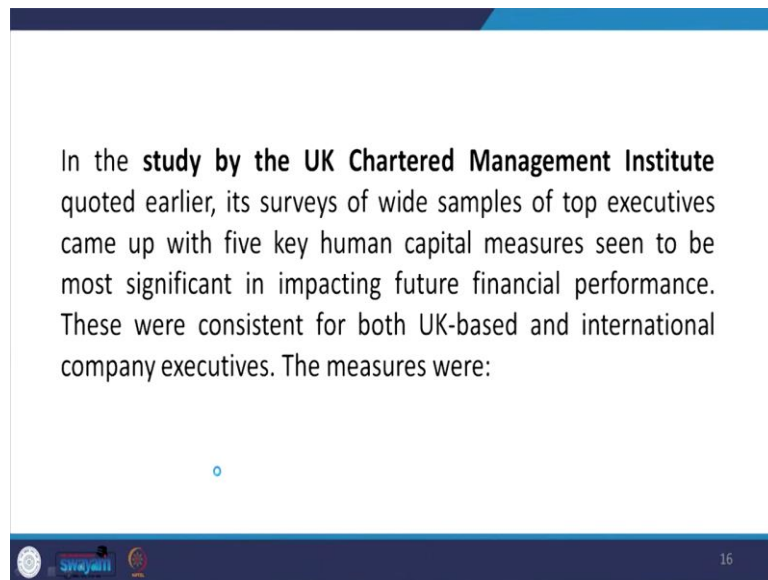 In the study by the UK Chartered Management Institute
quoted earlier, its surveys of wide samples of top executives
came up with five key human capital measures seen to be
most significant in impacting future financial performance.
These were consistent for both UK-based and international
company executives. The measures were:
swayam
16